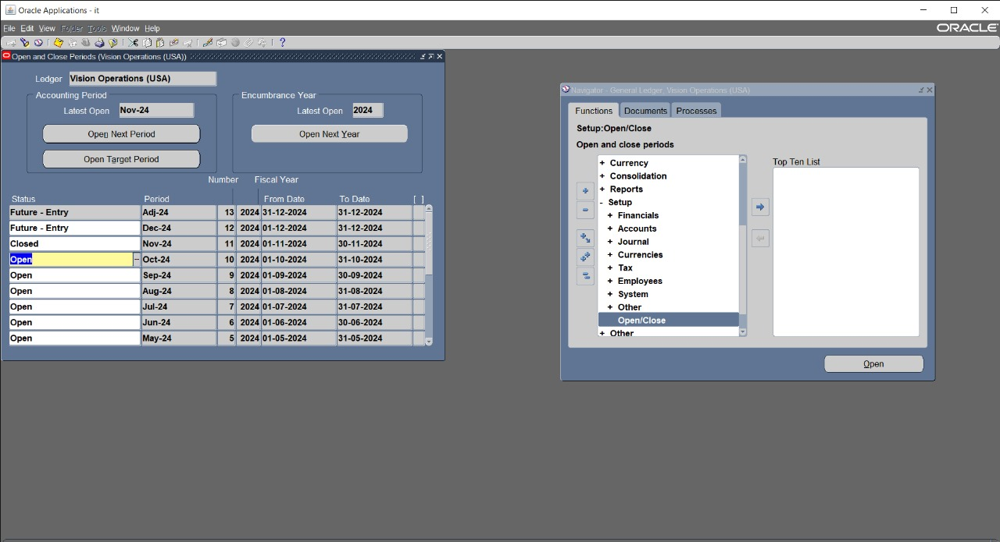 Oracle Applications - it
File Edit View Folder Tools Window Help
ORACLE
?
Open and Close Periods (Vision Operations (USA))
Ledger Vision Operations (USA)
Accounting Period
Latest Open Nov-24
Open Next Period
Open Target Period
Encumbrance Year
Latest Open 2024
Open Next Year
Number Fiscal Year
Status Period From Date To Date [ ]
Future - Entry Adj-24 13 2024 31-12-2024 31-12-2024
Future - Entry Dec-24 12 2024 01-12-2024 31-12-2024
Closed Nov-24 11 2024 01-11-2024 30-11-2024
Open ... Oct-24 10 2024 01-10-2024 31-10-2024
Open Sep-24 9 2024 01-09-2024 30-09-2024
Open Aug-24 8 2024 01-08-2024 31-08-2024
Open Jul-24 7 2024 01-07-2024 31-07-2024
Open Jun-24 6 2024 01-06-2024 30-06-2024
Open May-24 5 2024 01-05-2024 31-05-2024
Navigator - General Ledger, Vision Operations (USA)
Functions Documents Processes
Setup:Open/Close
Open and close periods
+ Currency
+ Consolidation
+ Reports
- Setup
+ Financials
+ Accounts
+ Journal
+ Currencies
+ Tax
+ Employees
+ System
+ Other
Open/Close
+ Other
Top Ten List
Open